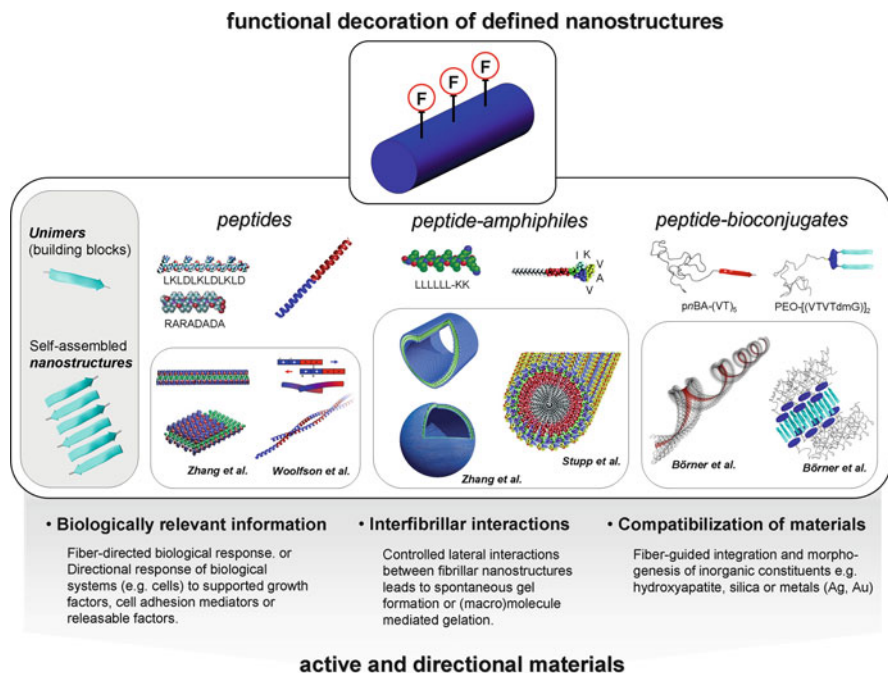 functional decoration of defined nanostructures
F
F
F
Unimers
(building blocks)
Self-assembled
nanostructures
peptides
LKLDLKLDLKLD
RARADADA
Zhang et al.
Woolfson et al.
peptide-amphiphiles
LLLLLL-KK
I K
V
A
V
Zhang et al.
Stupp et al.
peptide-bioconjugates
pnBA-(VT)₅
PEO-[(VTVTdmG)]₂
Börner et al.
Börner et al.
• Biologically relevant information
Fiber-directed biological response. or
Directional response of biological
systems (e.g. cells) to supported growth
factors, cell adhesion mediators or
releasable factors.
• Interfibrillar interactions
Controlled lateral interactions
between fibrillar nanostructures
leads to spontaneous gel
formation or (macro)molecule
mediated gelation.
• Compatibilization of materials
Fiber-guided integration and morpho-
genesis of inorganic constituents e.g.
hydroxyapatite, silica or metals (Ag, Au)
active and directional materials